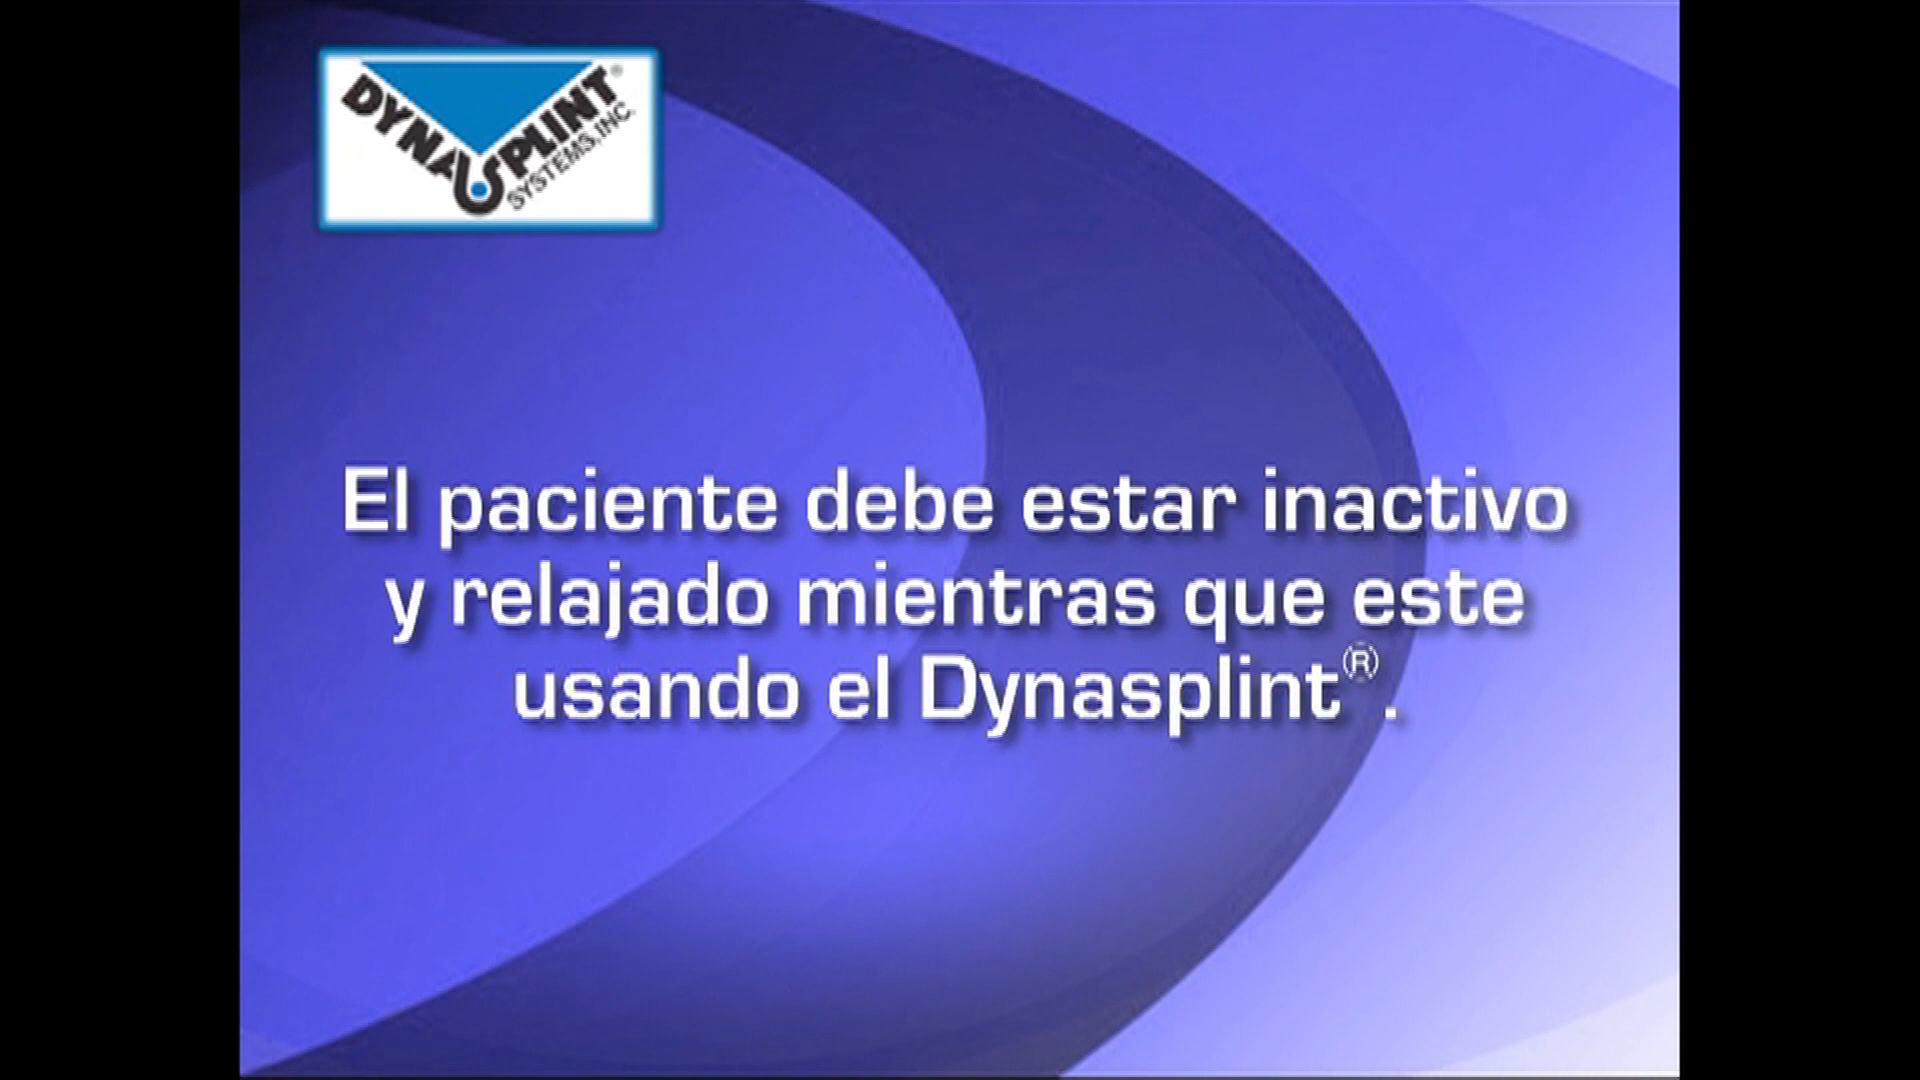 DYNASPLINT®
SYSTEMS, INC.
El paciente debe estar inactivo
y relajado mientras que este
usando el Dynasplint®.